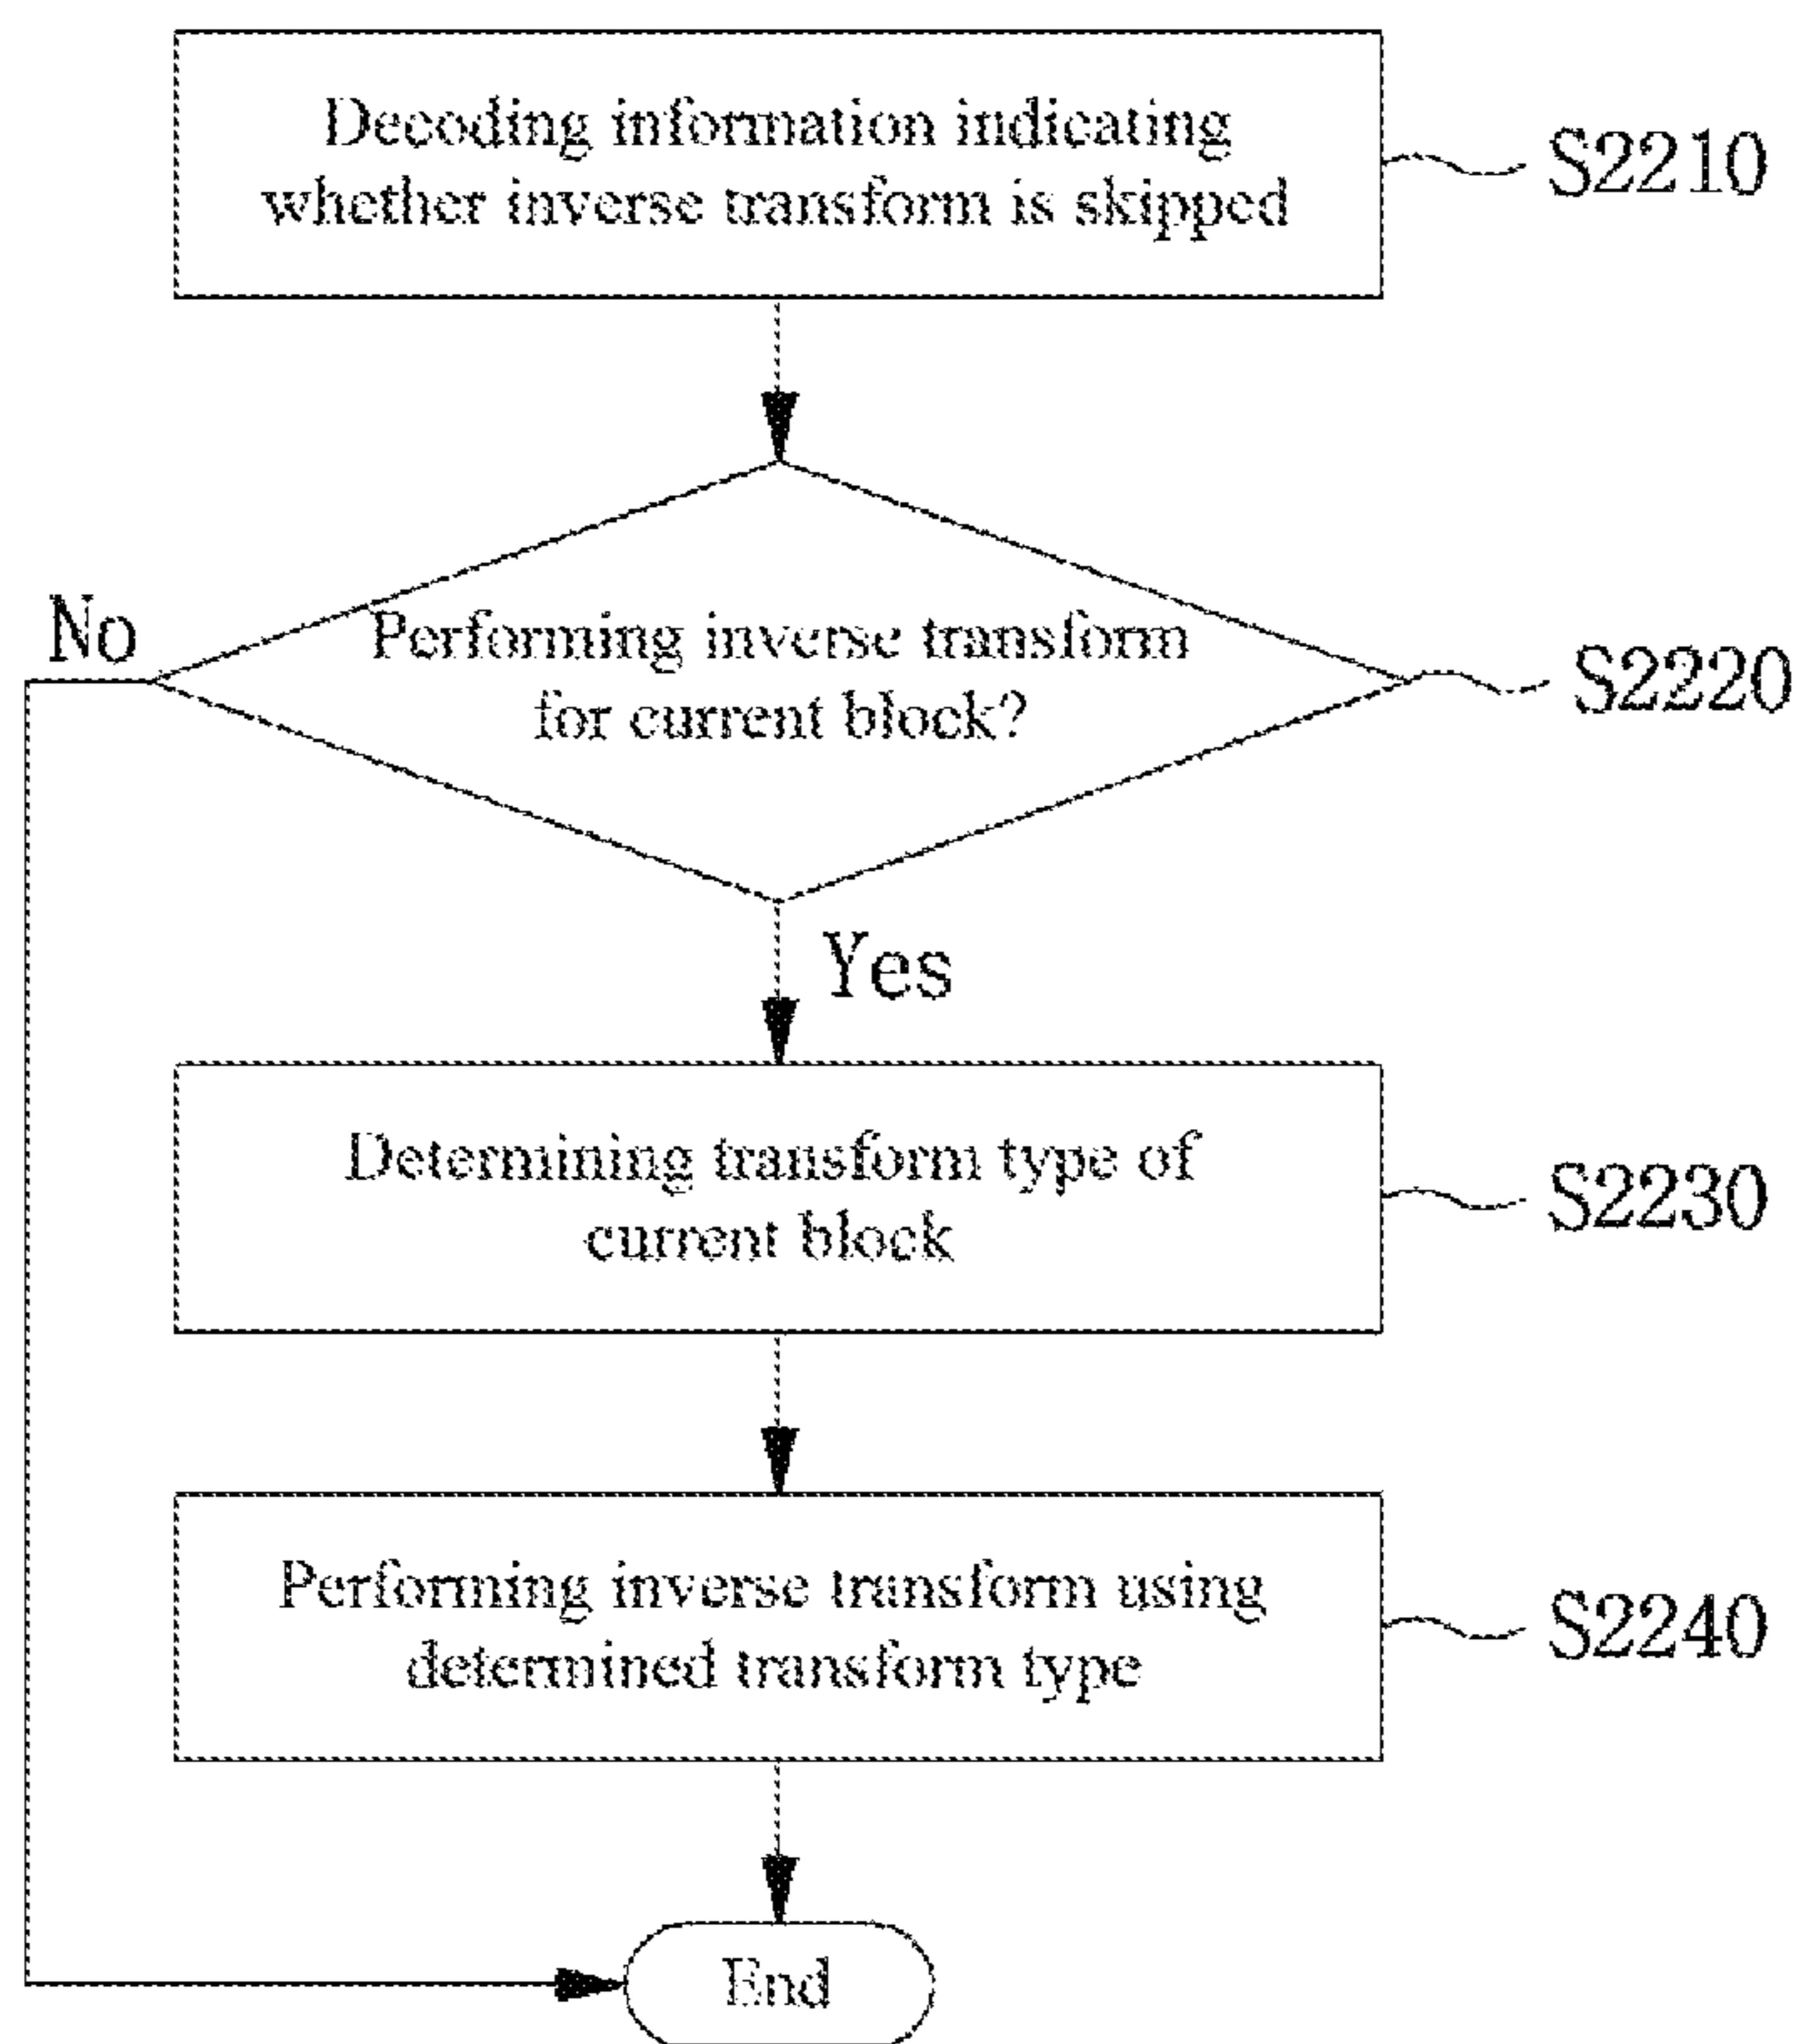 Decoding information indicating
whether inverse transform is skipped
S2210
No
Performing inverse transform
for current block?
S2220
Yes
Determining transform type of
current block
S2230
Performing inverse transform using
determined transform type
S2240
End